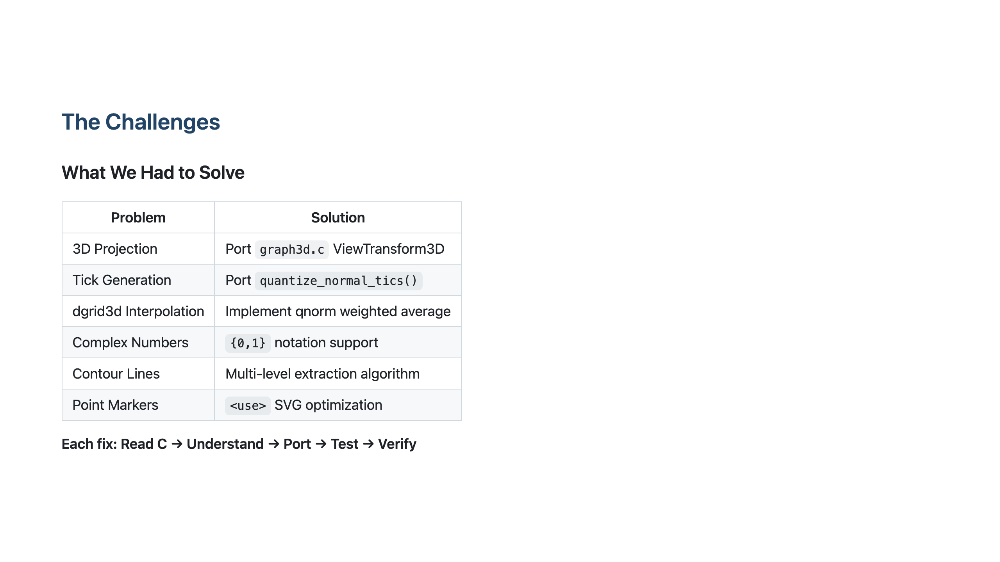 The Challenges
What We Had to Solve
Problem Solution
3D Projection Port graph3d.c ViewTransform3D
Tick Generation Port quantize_normal_tics()
dgrid3d Interpolation Implement qnorm weighted average
Complex Numbers {0,1} notation support
Contour Lines Multi-level extraction algorithm
Point Markers <use> SVG optimization
Each fix: Read C → Understand → Port → Test → Verify